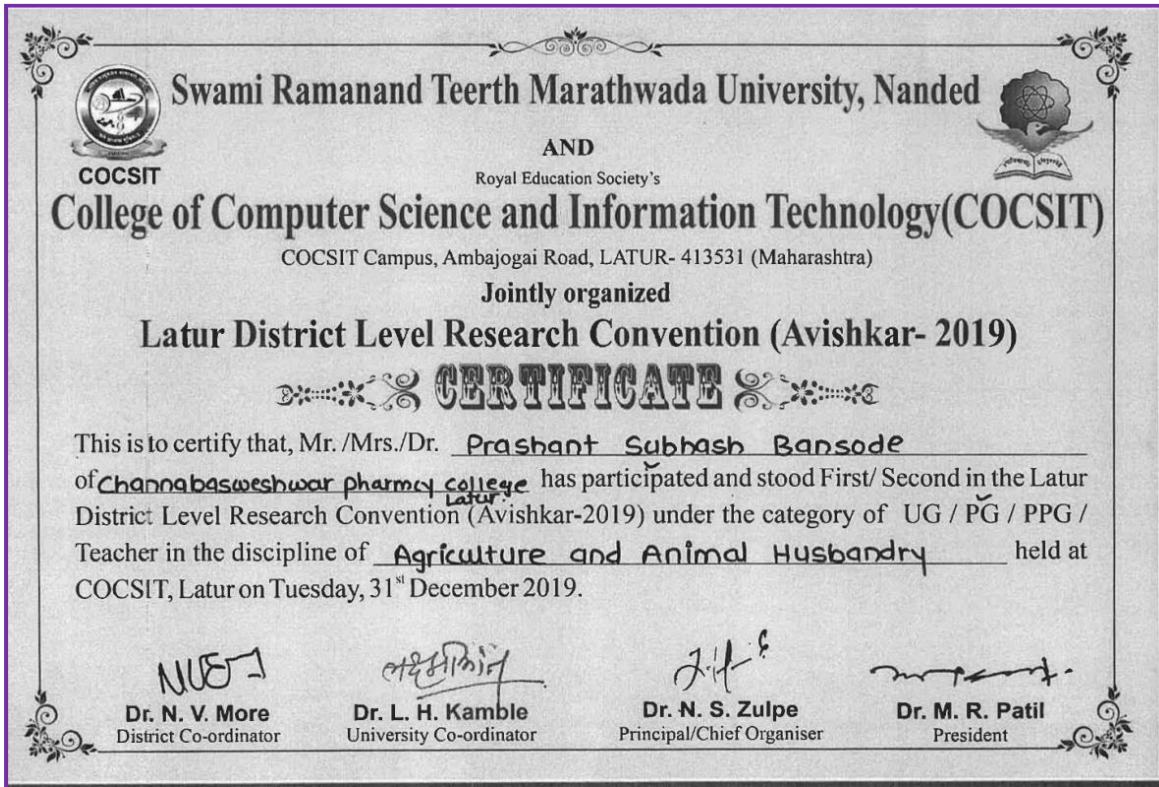 Swami Ramanand Teerth Marathwada University, Nanded
COCSIT
AND
Royal Education Society's
College of Computer Science and Information Technology(COCSIT)
COCSIT Campus, Ambajogai Road, LATUR- 413531 (Maharashtra)
Jointly organized
Latur District Level Research Convention (Avishkar- 2019)
CERTIFICATE
This is to certify that, Mr. /Mrs./Dr. Prashant Subhash Bansode
of Channabasweshwar pharmcy college has participated and stood First/ Second in the Latur
Latur.
District Level Research Convention (Avishkar-2019) under the category of UG / PG / PPG /
Teacher in the discipline of Agriculture and Animal Husbandry held at
COCSIT, Latur on Tuesday, 31st December 2019.
Dr. N. V. More
District Co-ordinator
Dr. L. H. Kamble
University Co-ordinator
Dr. N. S. Zulpe
Principal/Chief Organiser
Dr. M. R. Patil
President